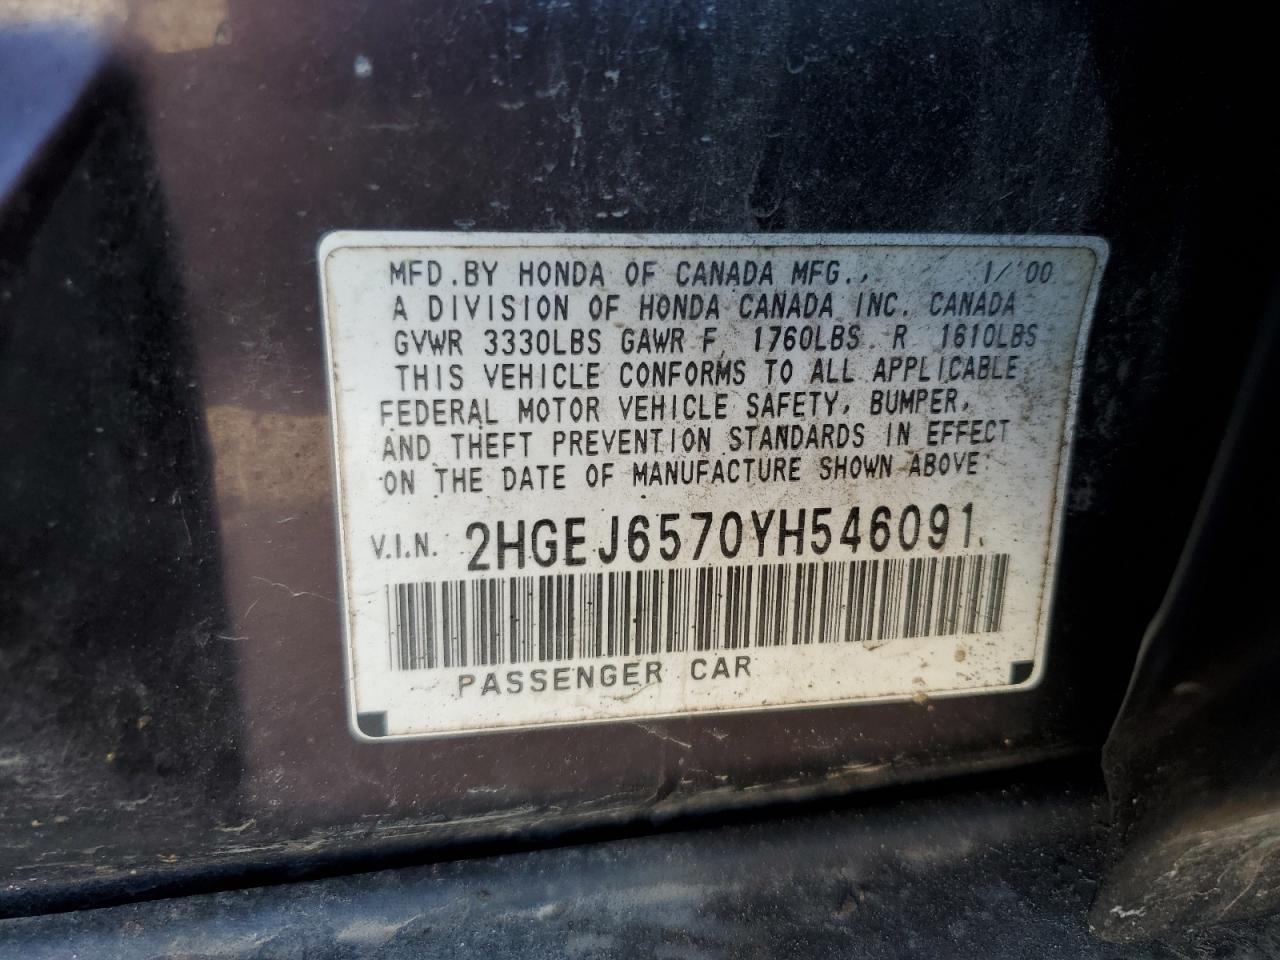 MFD.BY HONDA OF CANADA MFG., 1/'00
A DIVISION OF HONDA CANADA INC. CANADA
GVWR 3330LBS GAWR F 1760LBS R 1610LBS
THIS VEHICLE CONFORMS TO ALL APPLICABLE
FEDERAL MOTOR VEHICLE SAFETY, BUMPER,
AND THEFT PREVENTION STANDARDS IN EFFECT
ON THE DATE OF MANUFACTURE SHOWN ABOVE.
V.I.N. 2HGEJ6570YH546091
PASSENGER CAR